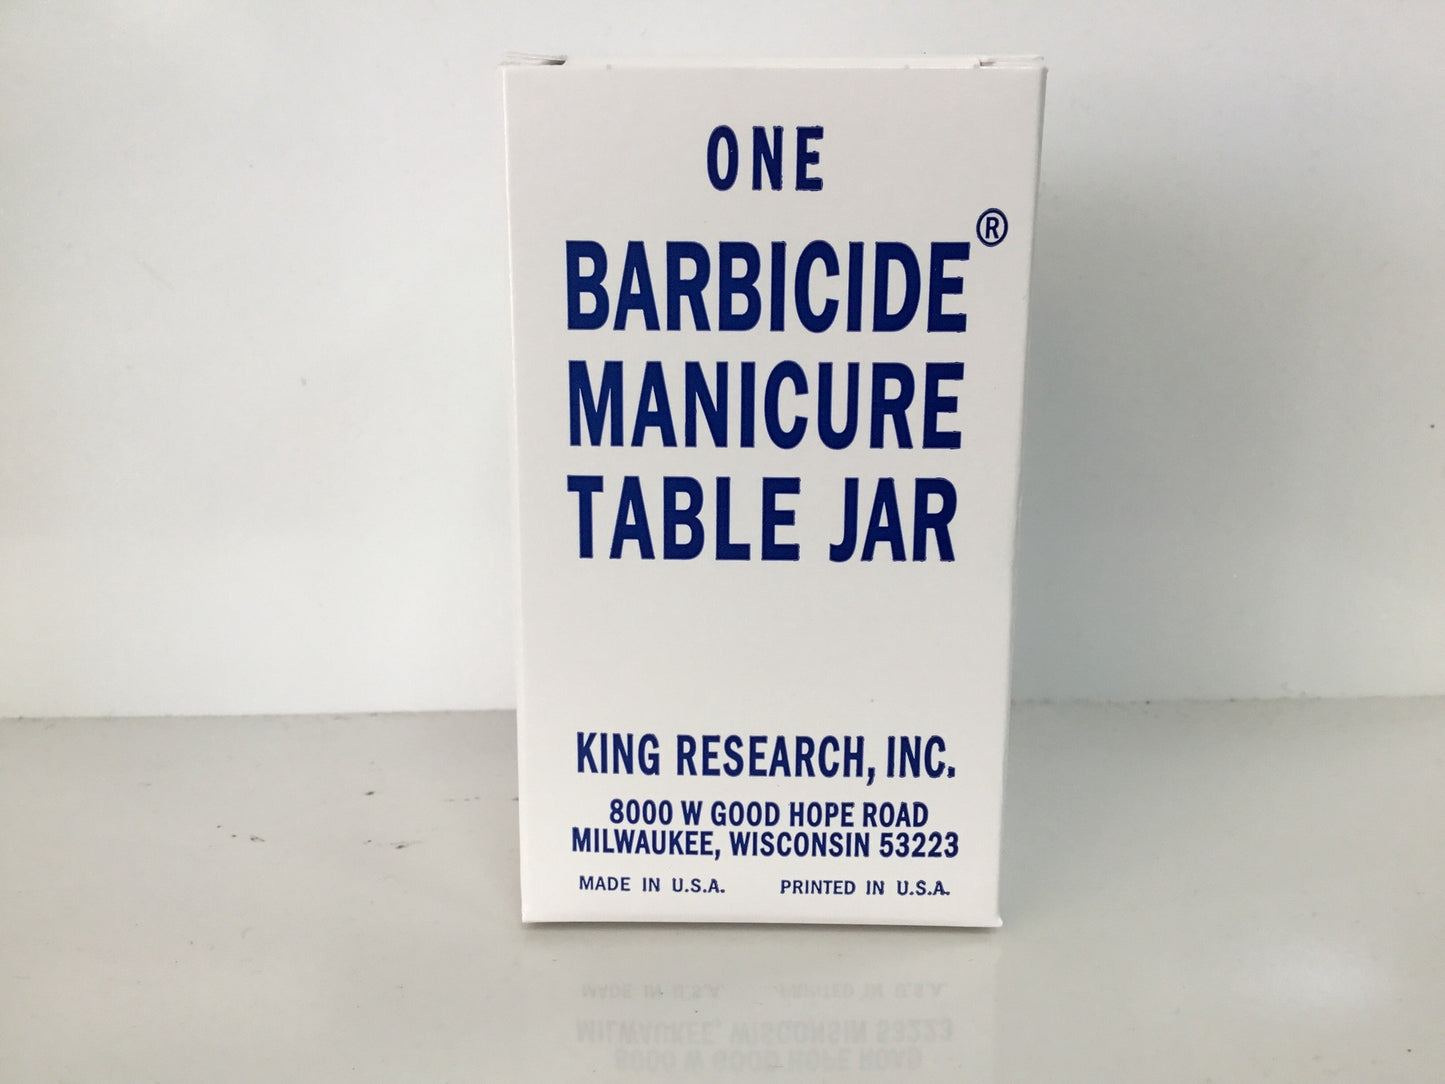 ONE
BARBICIDE®
MANICURE
TABLE JAR
KING RESEARCH, INC.
8000 W GOOD HOPE ROAD
MILWAUKEE, WISCONSIN 53223
MADE IN U.S.A. PRINTED IN U.S.A.